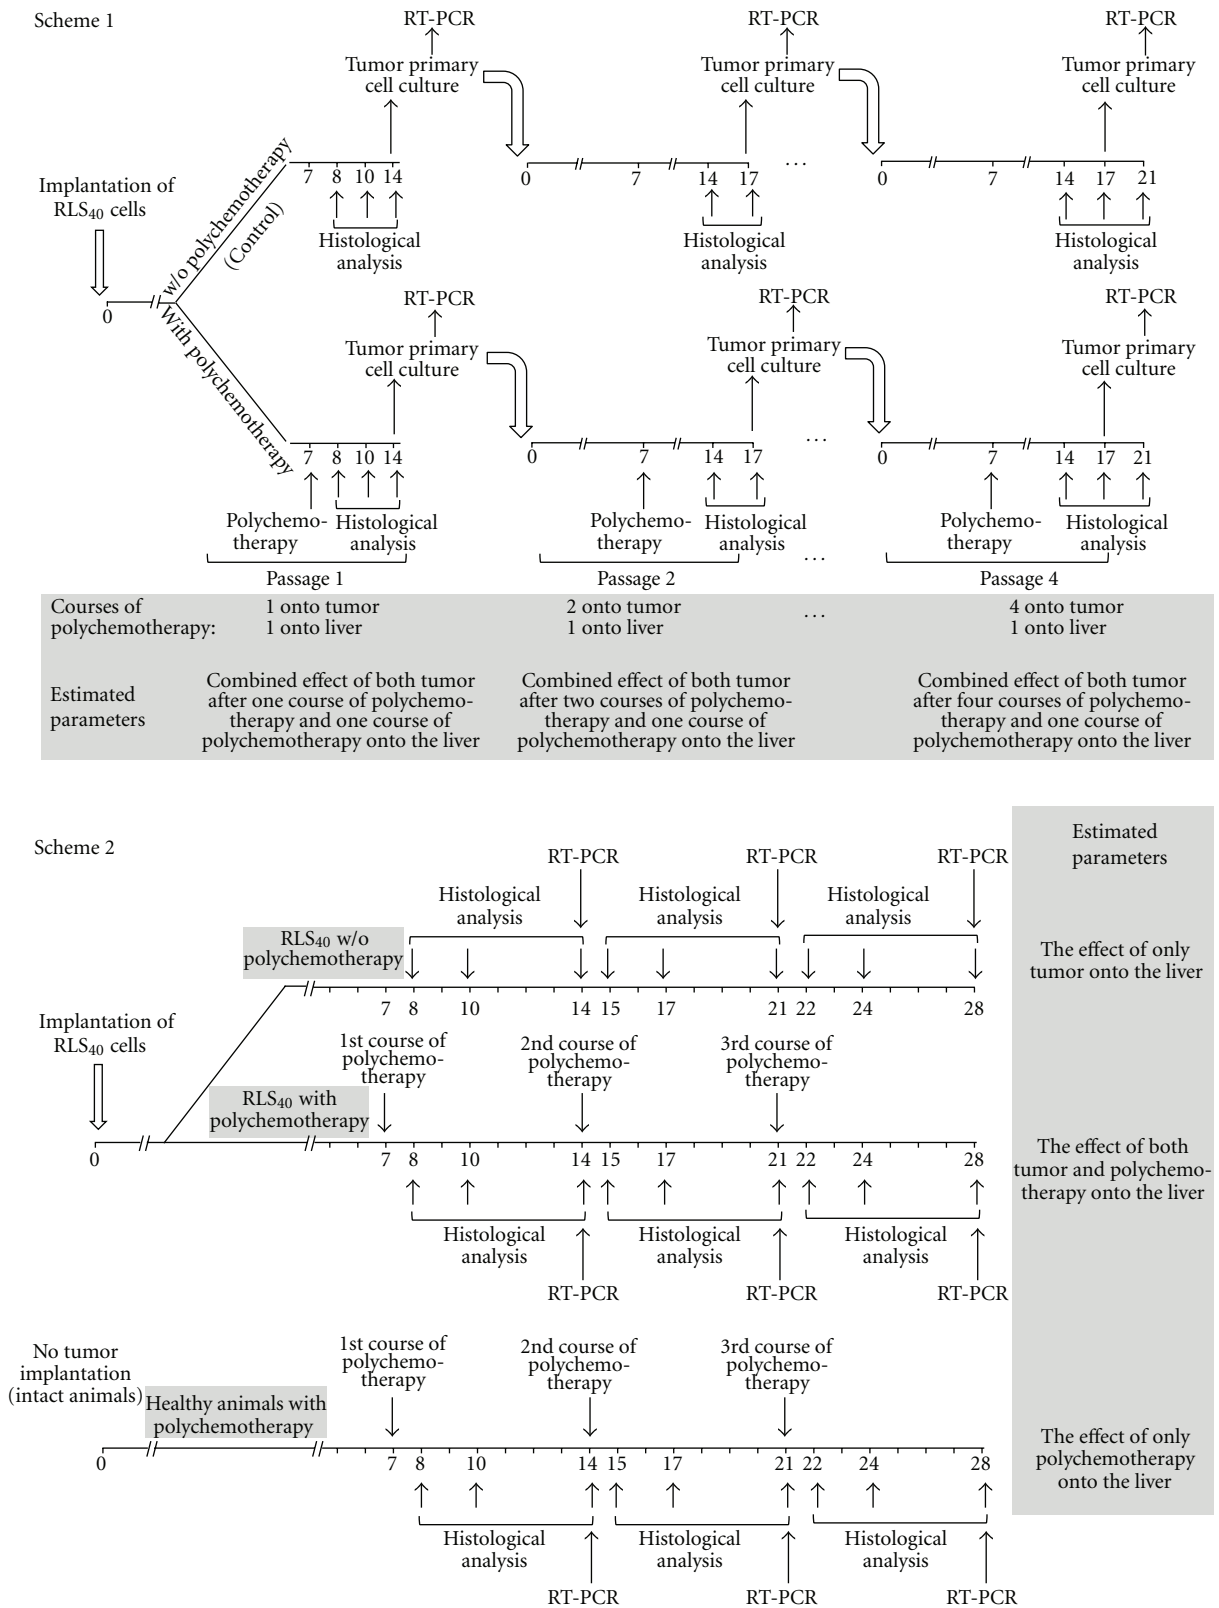 Scheme 1
RT-PCR RT-PCR RT-PCR
Tumor primary Tumor primary Tumor primary
cell culture cell culture cell culture
w/o polychemotherapy
(Control)
7 8 10 14 0 7 14 17 ... 0 7 14 17 21
Implantation of
RLS40 cells
Histological Histological Histological
analysis analysis analysis
0
RT-PCR RT-PCR RT-PCR
With polychemotherapy
Tumor primary Tumor primary Tumor primary
cell culture cell culture cell culture
7 8 10 14 0 7 14 17 ... 0 7 14 17 21
Polychemo- Histological Polychemo- Histological Polychemo- Histological
therapy analysis therapy analysis ... therapy analysis
Passage 1 Passage 2 Passage 4
Courses of 1 onto tumor 2 onto tumor ... 4 onto tumor
polychemotherapy: 1 onto liver 1 onto liver 1 onto liver
Estimated
parameters
Combined effect of both tumor
after one course of polychemo-
therapy and one course of
polychemotherapy onto the liver
Combined effect of both tumor
after two courses of polychemo-
therapy and one course of
polychemotherapy onto the liver
Combined effect of both tumor
after four courses of polychemo-
therapy and one course of
polychemotherapy onto the liver
Scheme 2
Estimated
parameters
RT-PCR RT-PCR RT-PCR
Histological Histological Histological
analysis analysis analysis
RLS40 w/o
polychemotherapy
The effect of only
tumor onto the liver
7 8 10 14 15 17 21 22 24 28
Implantation of
RLS40 cells
1st course of 2nd course of 3rd course of
polychemo- polychemo- polychemo-
therapy therapy therapy
RLS40 with
polychemotherapy
0 7 8 10 14 15 17 21 22 24 28
The effect of both
tumor and polychemo-
therapy onto the liver
Histological Histological Histological
analysis analysis analysis
RT-PCR RT-PCR RT-PCR
No tumor
implantation
(intact animals)
1st course of 2nd course of 3rd course of
polychemo- polychemo- polychemo-
therapy therapy therapy
Healthy animals with
polychemotherapy
0 7 8 10 14 15 17 21 22 24 28
The effect of only
polychemotherapy
onto the liver
Histological Histological Histological
analysis analysis analysis
RT-PCR RT-PCR RT-PCR